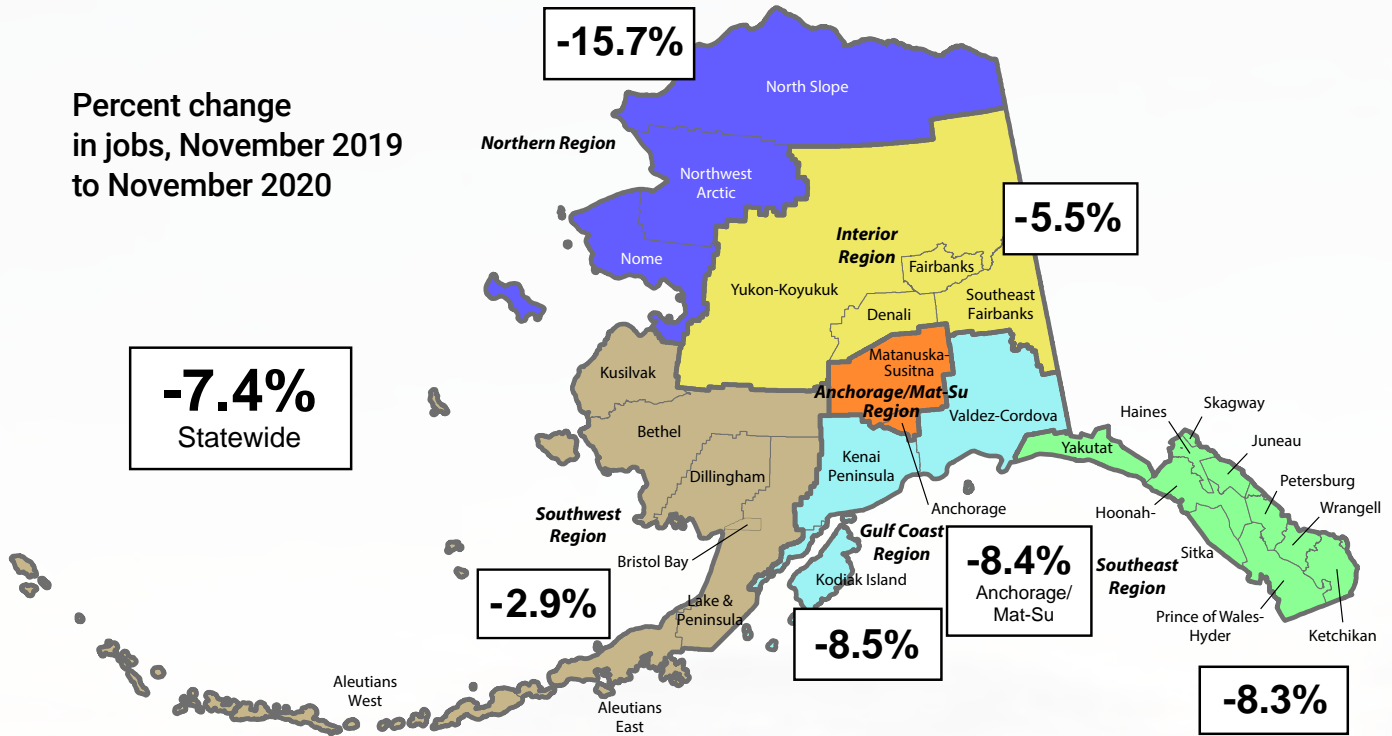 Percent change
in jobs, November 2019
to November 2020
-15.7%
North Slope
Northern Region
Northwest
Arctic
Nome
-5.5%
Interior
Region
Fairbanks
Yukon-Koyukuk
Southeast
Fairbanks
Denali
-7.4%
Statewide
Kusilvak
Matanuska-
Susitna
Anchorage/Mat-Su
Region
Valdez-Cordova
Bethel
Dillingham
Kenai
Peninsula
Anchorage
Yakutat
Haines
Skagway
Juneau
Petersburg
Wrangell
Hoonah-
Sitka
Southeast
Region
Prince of Wales-
Hyder
Ketchikan
-8.3%
Southwest
Region
Bristol Bay
Gulf Coast
Region
Kodiak Island
-8.4%
Anchorage/
Mat-Su
-2.9%
Lake &
Peninsula
-8.5%
Aleutians
West
Aleutians
East